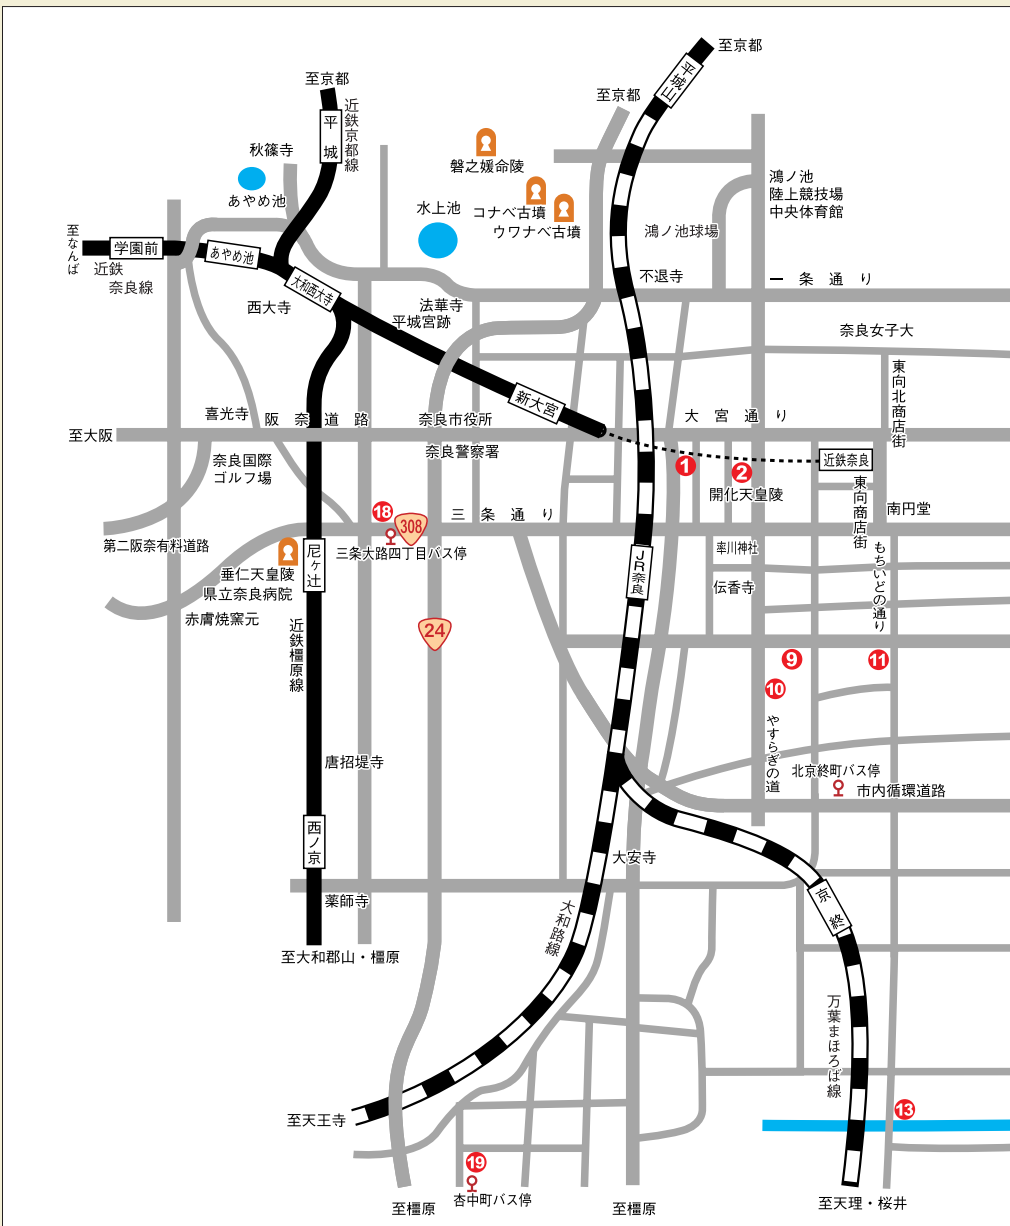 至京都
平城山
至京都
至京都
近鉄京都線
平城
秋篠寺
あやめ池
磐之媛命陵
コナベ古墳
ウワナベ古墳
水上池
鴻ノ池
陸上競技場
中央体育館
鴻ノ池球場
至なんば
学園前
近鉄
奈良線
あやめ池
大和西大寺
西大寺
不退寺
一条通り
法華寺
平城宮跡
奈良女子大
東向北商店街
新大宮
喜光寺
阪奈道路
奈良市役所
大宮通り
至大阪
奈良警察署
近鉄奈良
奈良国際
ゴルフ場
1
2
開化天皇陵
東向商店街
南円堂
18
308
三条通り
第二阪奈有料道路
三条大路四丁目バス停
尼ヶ辻
垂仁天皇陵
県立奈良病院
赤膚焼窯元
JR奈良
率川神社
伝香寺
もちいどの通り
近鉄橿原線
24
9
10
11
やすらぎの道
唐招提寺
北京終町バス停
市内循環道路
西ノ京
大安寺
薬師寺
京終
大和路線
至大和郡山・橿原
万葉まほろば線
至天王寺
13
19
杏中町バス停
至橿原
至橿原
至天理・桜井